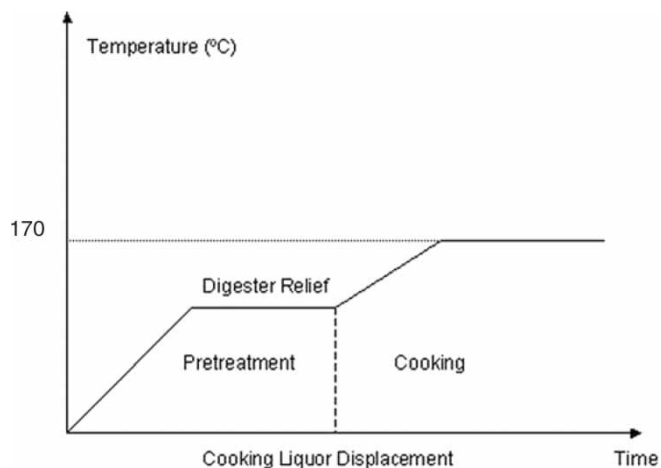 Temperature (ºC)
170
Digester Relief
Pretreatment Cooking
Cooking Liquor Displacement Time